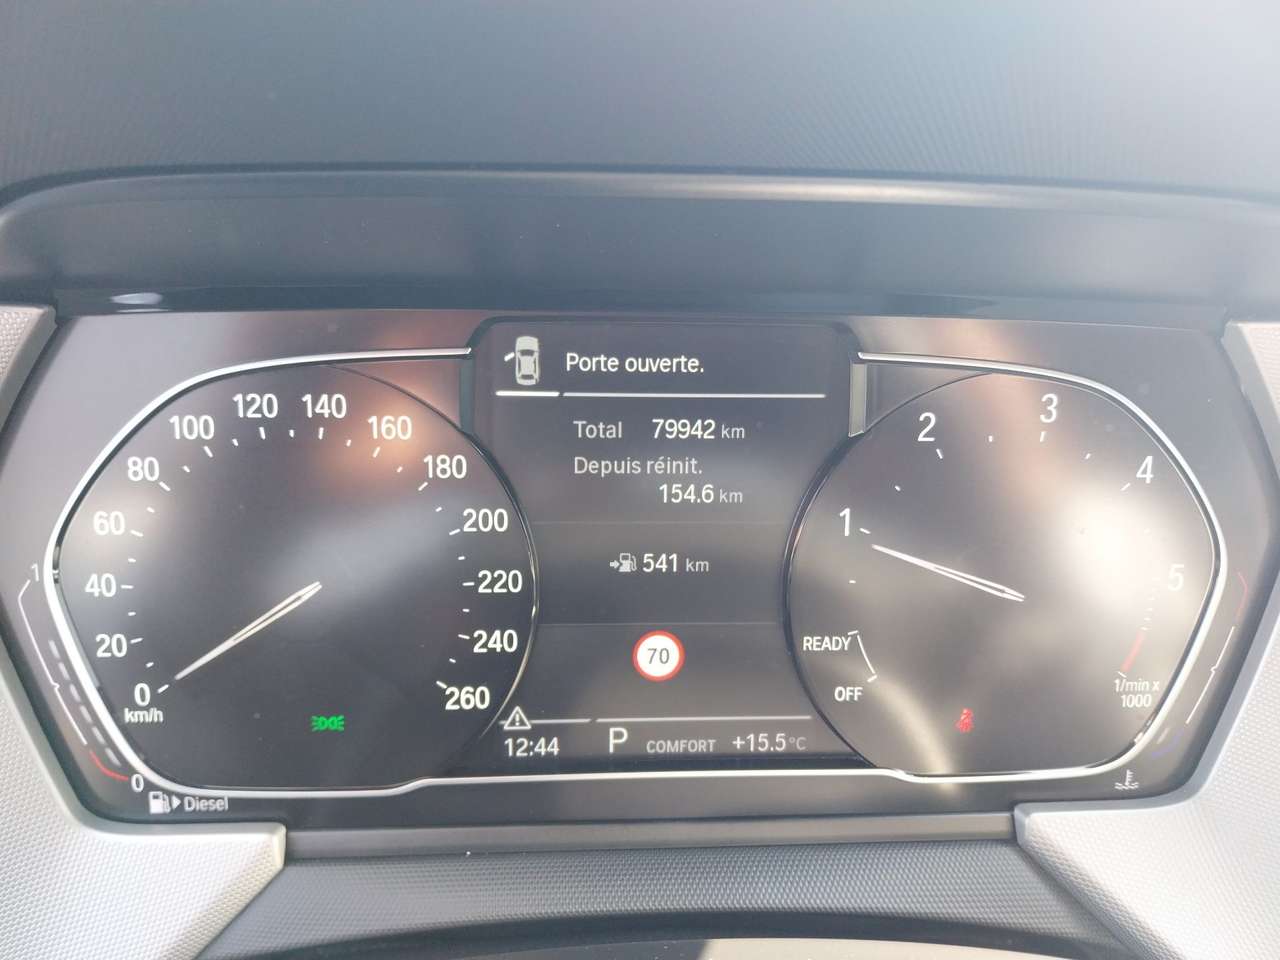 Porte ouverte.
Total 79942 km
Depuis réinit.
154.6 km
541 km
70
12:44 P COMFORT +15.5°C
0
20
40
60
80
100
120
140
160
180
200
220
240
260
km/h
1
0
Diesel
1
2
3
4
5
READY
OFF
1/min x
1000